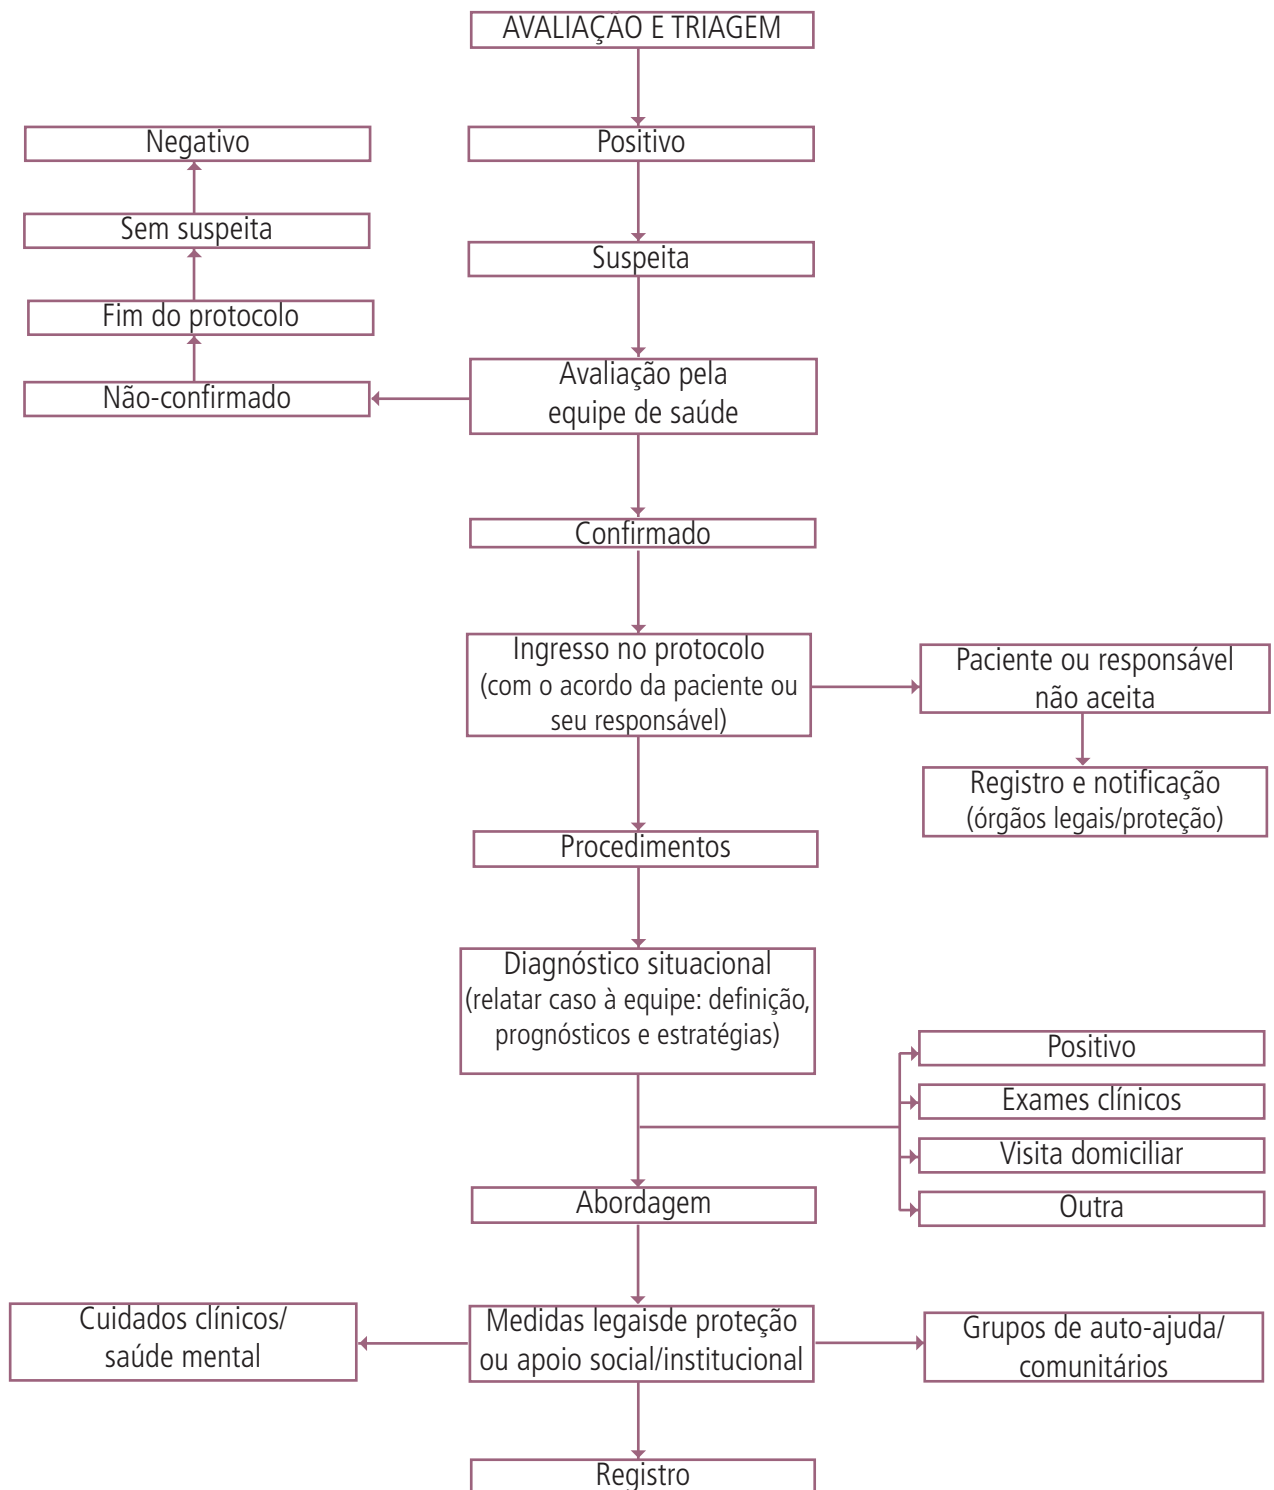 AVALIAÇÃO E TRIAGEM
Negativo
Positivo
Sem suspeita
Suspeita
Fim do protocolo
Avaliação pela
equipe de saúde
Não-confirmado
Confirmado
Ingresso no protocolo
(com o acordo da paciente ou
seu responsável)
Paciente ou responsável
não aceita
Registro e notificação
(órgãos legais/proteção)
Procedimentos
Diagnóstico situacional
(relatar caso à equipe: definição,
prognósticos e estratégias)
Positivo
Exames clínicos
Visita domiciliar
Outra
Abordagem
Cuidados clínicos/
saúde mental
Medidas legaisde proteção
ou apoio social/institucional
Grupos de auto-ajuda/
comunitários
Registro